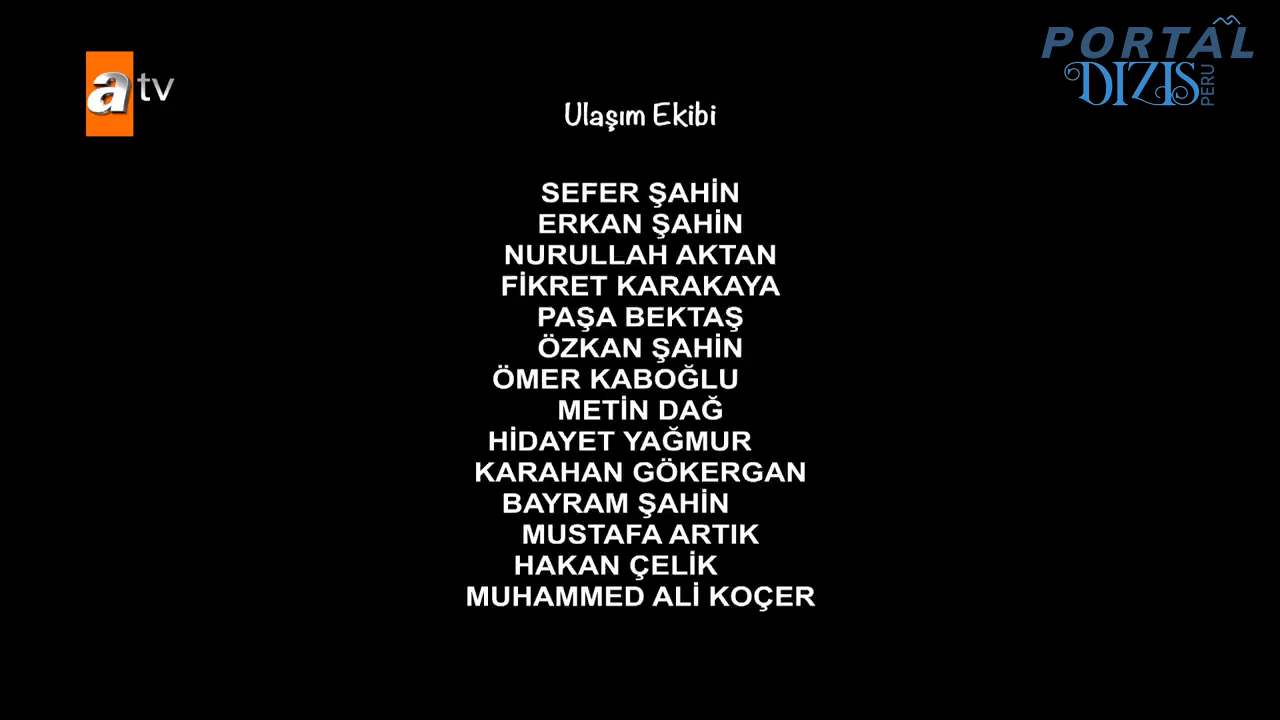 atv
PORTAL
DIZIS
PERU
Ulaşım Ekibi
SEFER ŞAHİN
ERKAN ŞAHİN
NURULLAH AKTAN
FİKRET KARAKAYA
PAŞA BEKTAŞ
ÖZKAN ŞAHİN
ÖMER KABOĞLU
METİN DAĞ
HİDAYET YAĞMUR
KARAHAN GÖKERGAN
BAYRAM ŞAHİN
MUSTAFA ARTIK
HAKAN ÇELİK
MUHAMMED ALİ KOÇER